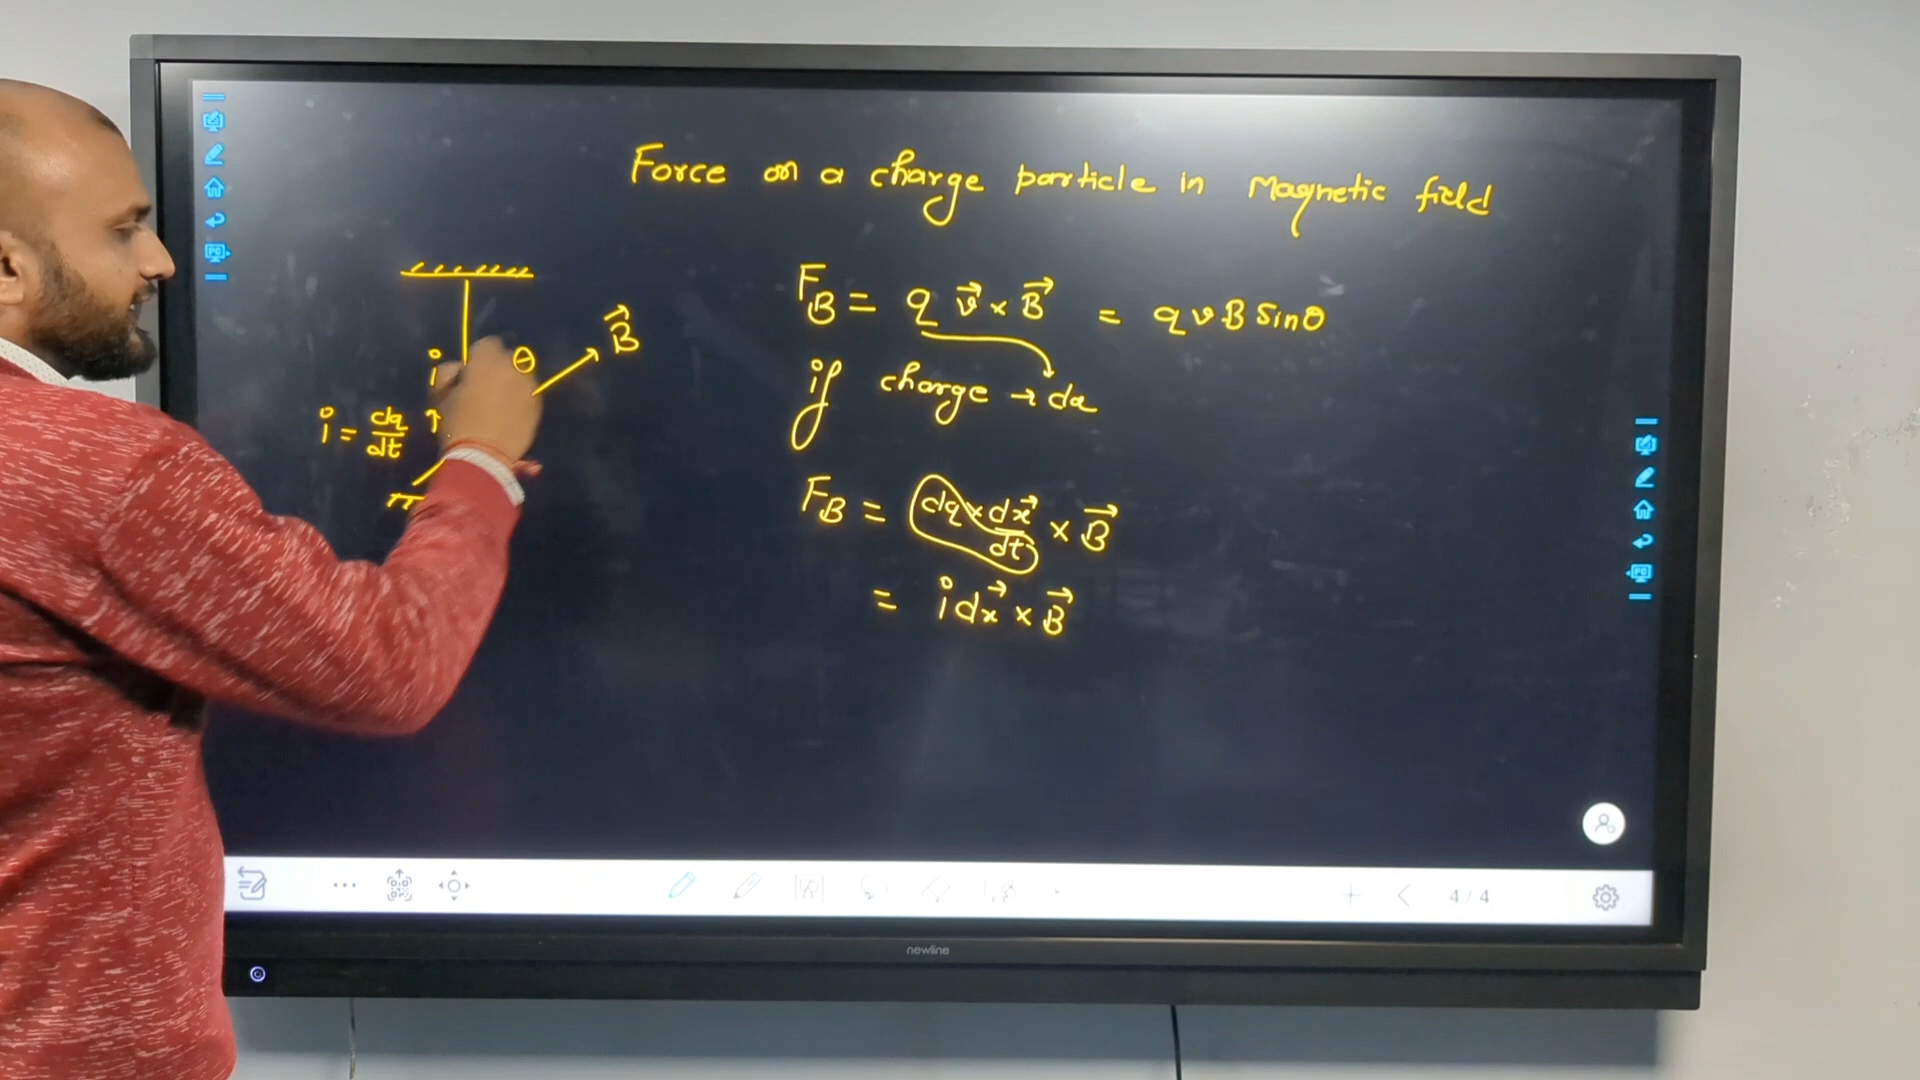 Force on a charge particle in Magnetic field
F_B = q v⃗ × B⃗ = q v B sinθ
if charge → dq
F_B = dq × dx⃗/dt × B⃗
= i dx⃗ × B⃗
B⃗
θ
i
i = dq/dt
4 / 4
newline